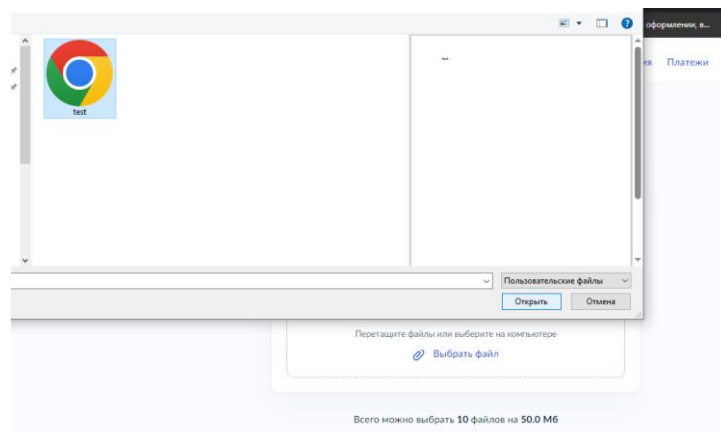 оформлении, в...
Платежи
test
Пользовательские файлы
Открыть
Отмена
Перетащите файлы или выберите на компьютере
Выбрать файл
Всего можно выбрать 10 файлов на 50.0 Мб